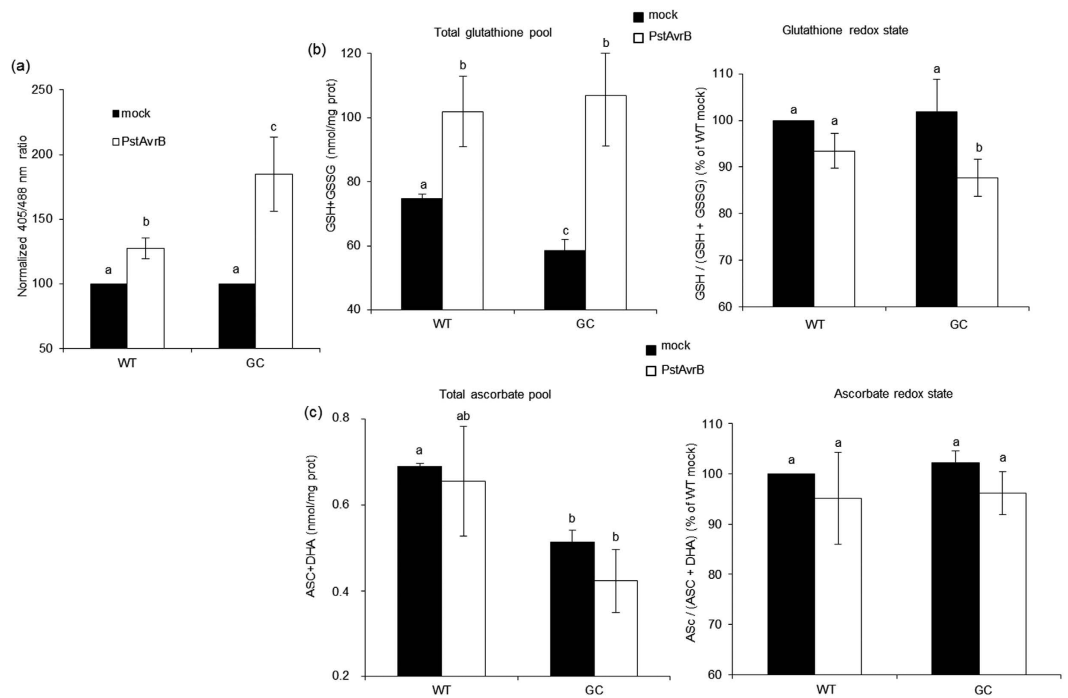 (a)
Normalized 405/488 nm ratio
250
200
150
100
50
mock
PstAvrB
a
b
a
c
WT
GC
(b)
Total glutathione pool
mock
PstAvrB
GSH+GSSG (nmol/mg prot)
120
100
80
60
40
a
b
c
b
WT
GC
Glutathione redox state
GSH / (GSH + GSSG) (% of WT mock)
110
100
90
80
70
60
a
a
a
b
WT
GC
mock
PstAvrB
(c)
Total ascorbate pool
ASC+DHA (nmol/mg prot)
0.8
0.6
0.4
0.2
a
ab
b
b
WT
GC
Ascorbate redox state
ASc / (ASC + DHA) (% of WT mock)
100
90
80
70
60
a
a
a
a
WT
GC